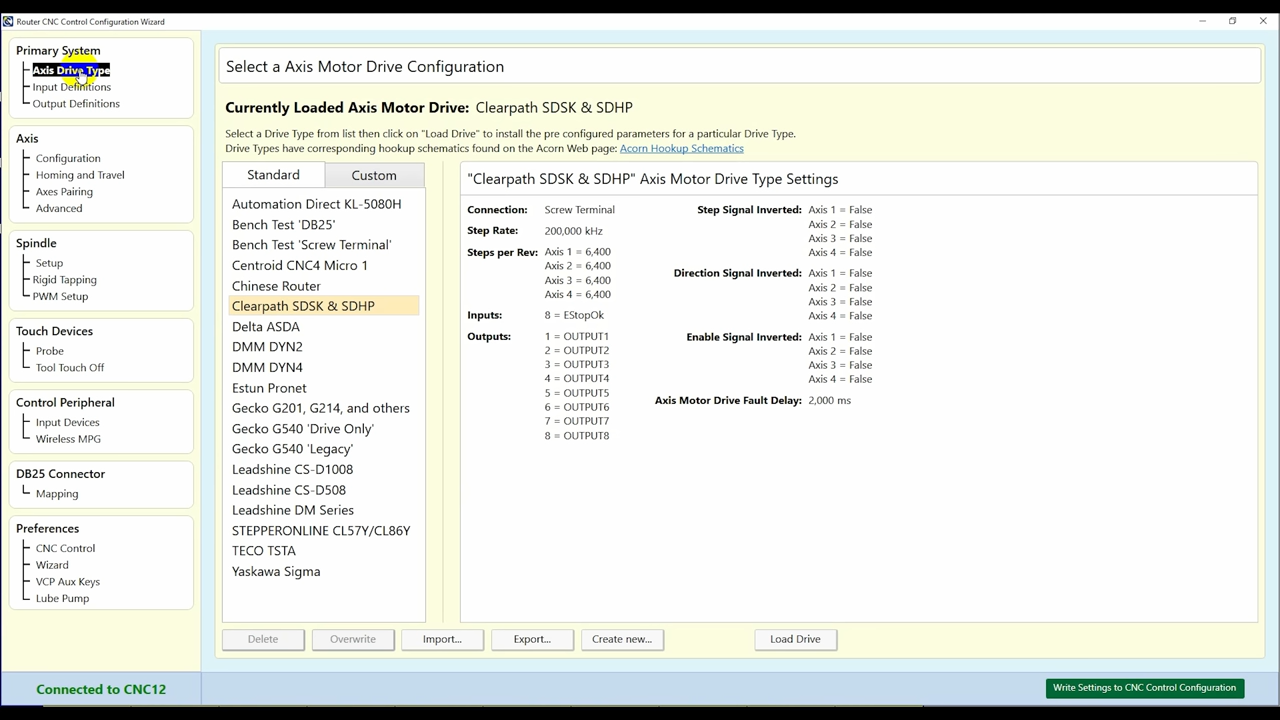 Router CNC Control Configuration Wizard
Primary System
Axis Drive Type
Input Definitions
Output Definitions
Axis
Configuration
Homing and Travel
Axes Pairing
Advanced
Spindle
Setup
Rigid Tapping
PWM Setup
Touch Devices
Probe
Tool Touch Off
Control Peripheral
Input Devices
Wireless MPG
DB25 Connector
Mapping
Preferences
CNC Control
Wizard
VCP Aux Keys
Lube Pump
Connected to CNC12
Select a Axis Motor Drive Configuration
Currently Loaded Axis Motor Drive: Clearpath SDSK & SDHP
Select a Drive Type from list then click on "Load Drive" to install the pre configured parameters for a particular Drive Type.
Drive Types have corresponding hookup schematics found on the Acorn Web page: Acorn Hookup Schematics
Standard Custom
Automation Direct KL-5080H
Bench Test 'DB25'
Bench Test 'Screw Terminal'
Centroid CNC4 Micro 1
Chinese Router
Clearpath SDSK & SDHP
Delta ASDA
DMM DYN2
DMM DYN4
Estun Pronet
Gecko G201, G214, and others
Gecko G540 'Drive Only'
Gecko G540 'Legacy'
Leadshine CS-D1008
Leadshine CS-D508
Leadshine DM Series
STEPPERONLINE CL57Y/CL86Y
TECO TSTA
Yaskawa Sigma
"Clearpath SDSK & SDHP" Axis Motor Drive Type Settings
Connection: Screw Terminal
Step Rate: 200,000 kHz
Steps per Rev: Axis 1 = 6,400
Axis 2 = 6,400
Axis 3 = 6,400
Axis 4 = 6,400
Inputs: 8 = EStopOk
Outputs: 1 = OUTPUT1
2 = OUTPUT2
3 = OUTPUT3
4 = OUTPUT4
5 = OUTPUT5
6 = OUTPUT6
7 = OUTPUT7
8 = OUTPUT8
Step Signal Inverted: Axis 1 = False
Axis 2 = False
Axis 3 = False
Axis 4 = False
Direction Signal Inverted: Axis 1 = False
Axis 2 = False
Axis 3 = False
Axis 4 = False
Enable Signal Inverted: Axis 1 = False
Axis 2 = False
Axis 3 = False
Axis 4 = False
Axis Motor Drive Fault Delay: 2,000 ms
Delete Overwrite Import... Export... Create new... Load Drive
Write Settings to CNC Control Configuration